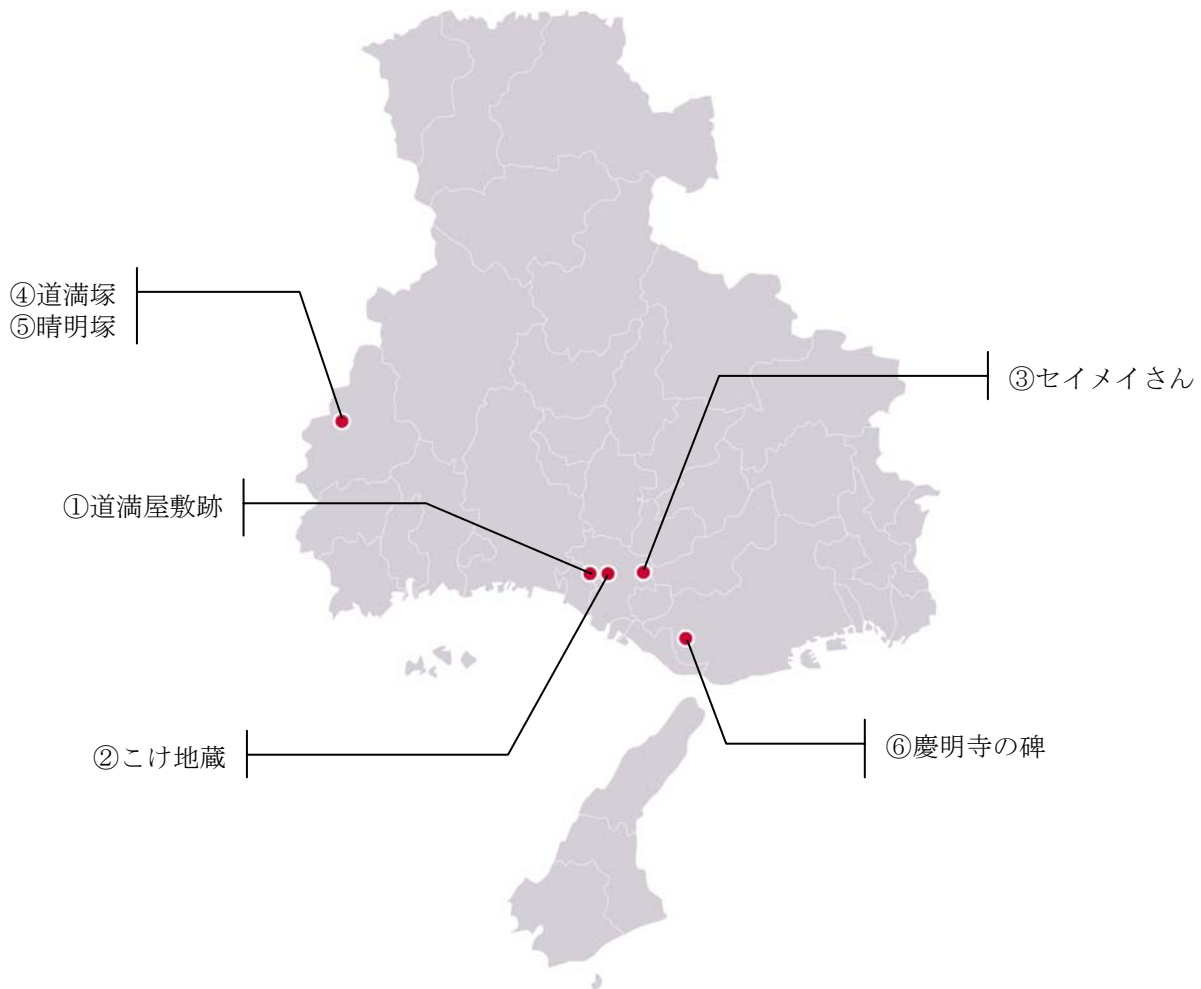 ④道満塚
⑤晴明塚
③セイメイさん
①道満屋敷跡
②こけ地蔵
⑥慶明寺の碑